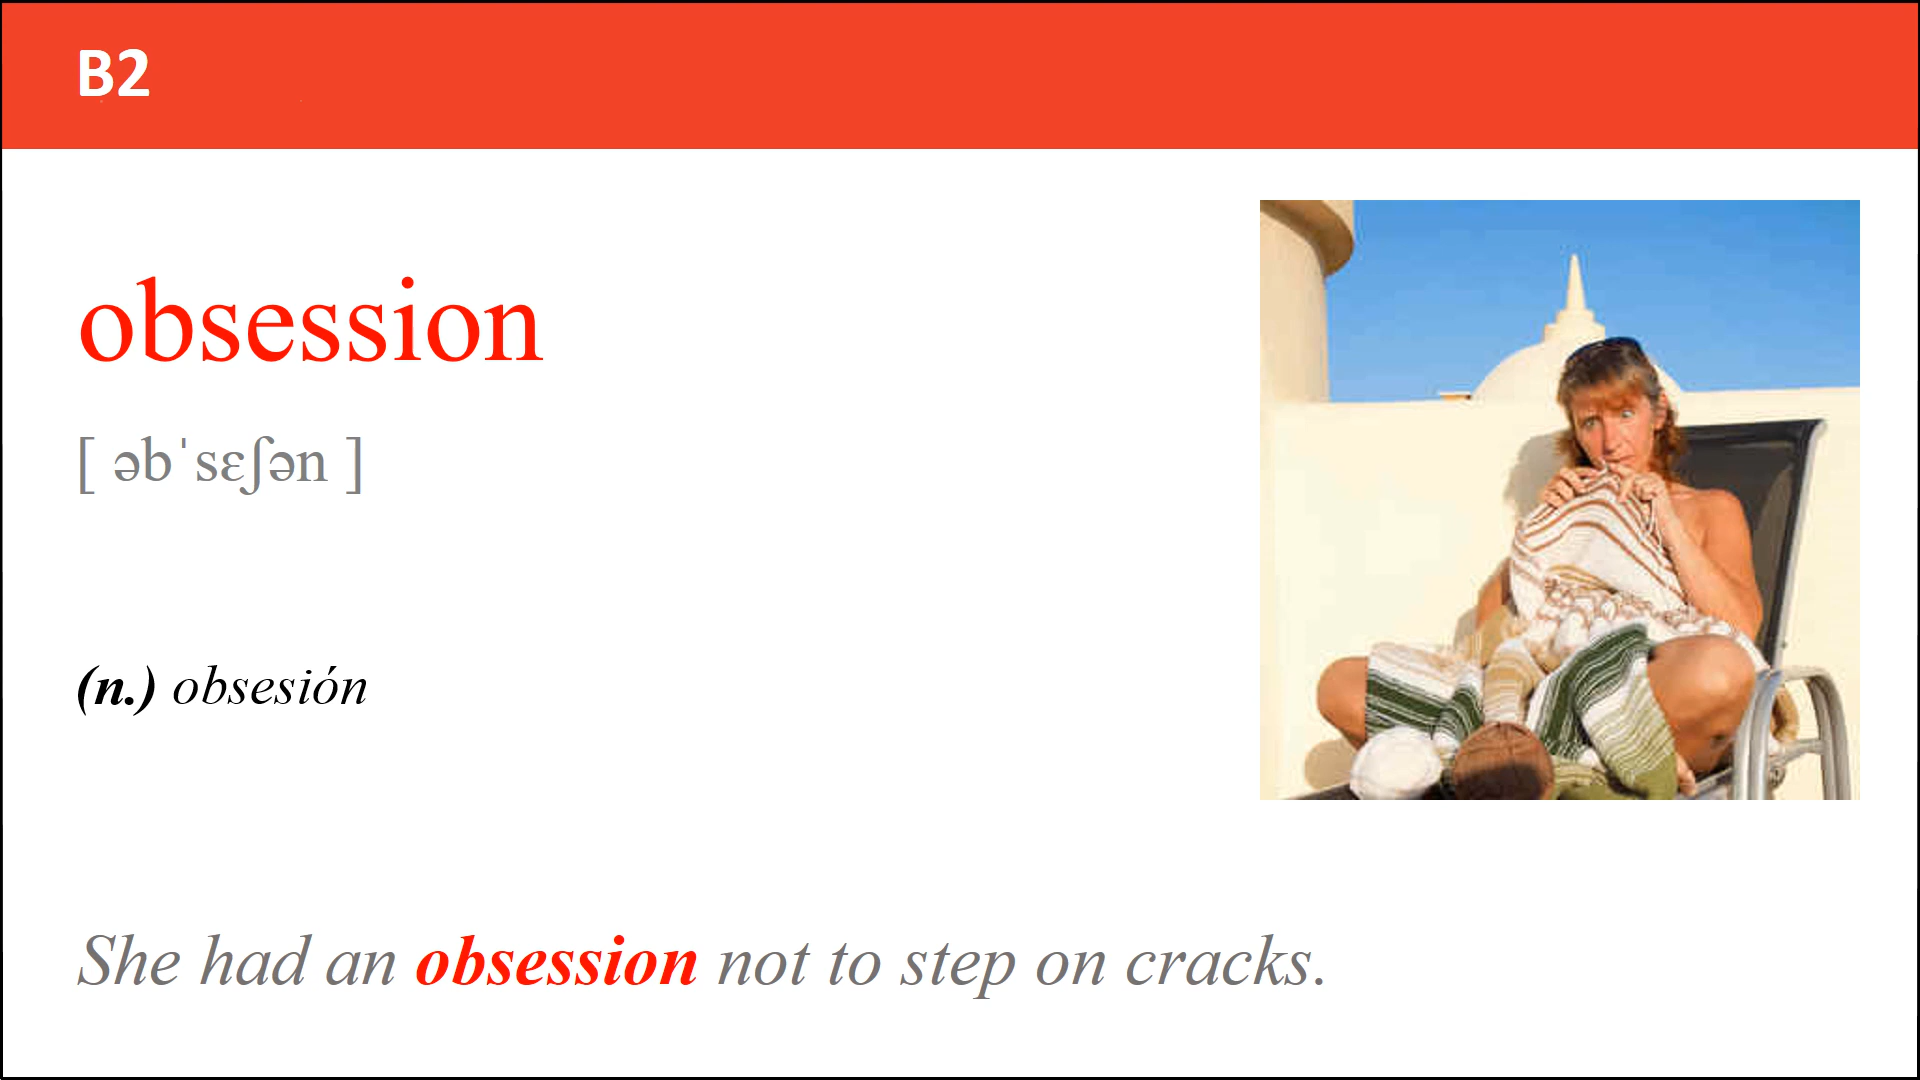 B2
obsession
[ əbˈsɛʃən ]
(n.) obsesión
She had an obsession not to step on cracks.